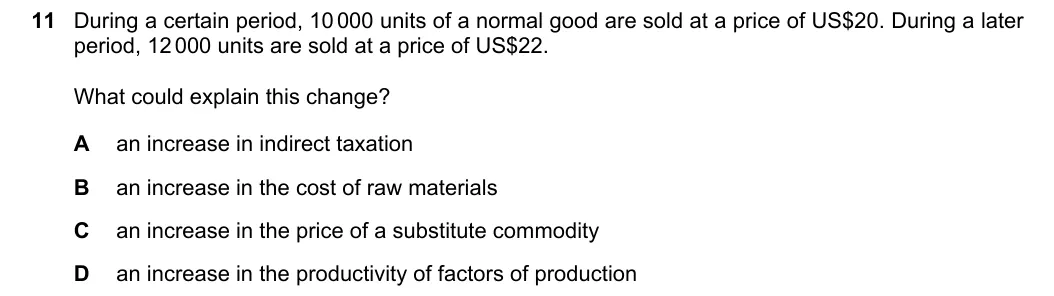 11 During a certain period, 10 000 units of a normal good are sold at a price of US$20. During a later
period, 12 000 units are sold at a price of US$22.
What could explain this change?
A an increase in indirect taxation
B an increase in the cost of raw materials
C an increase in the price of a substitute commodity
D an increase in the productivity of factors of production